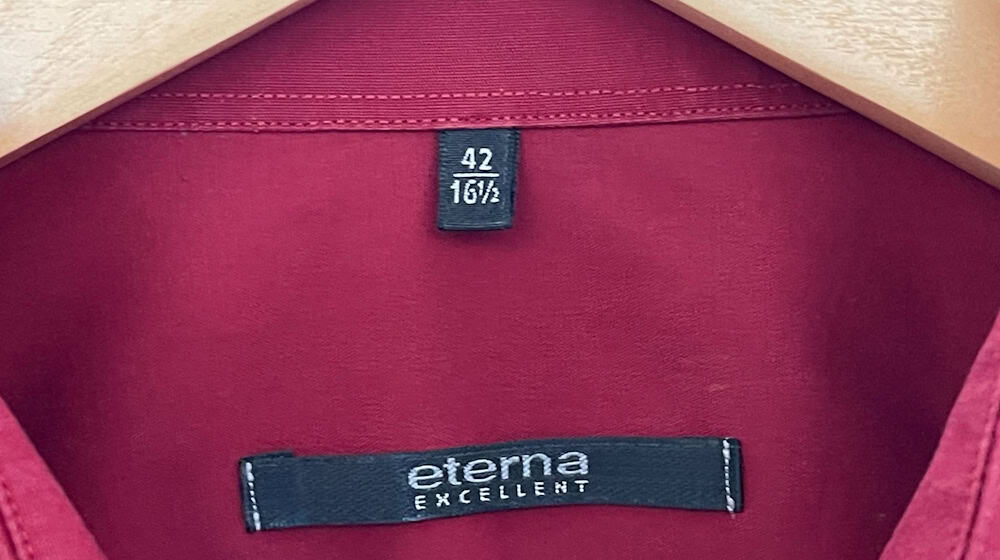 42
16½
eterna
EXCELLENT